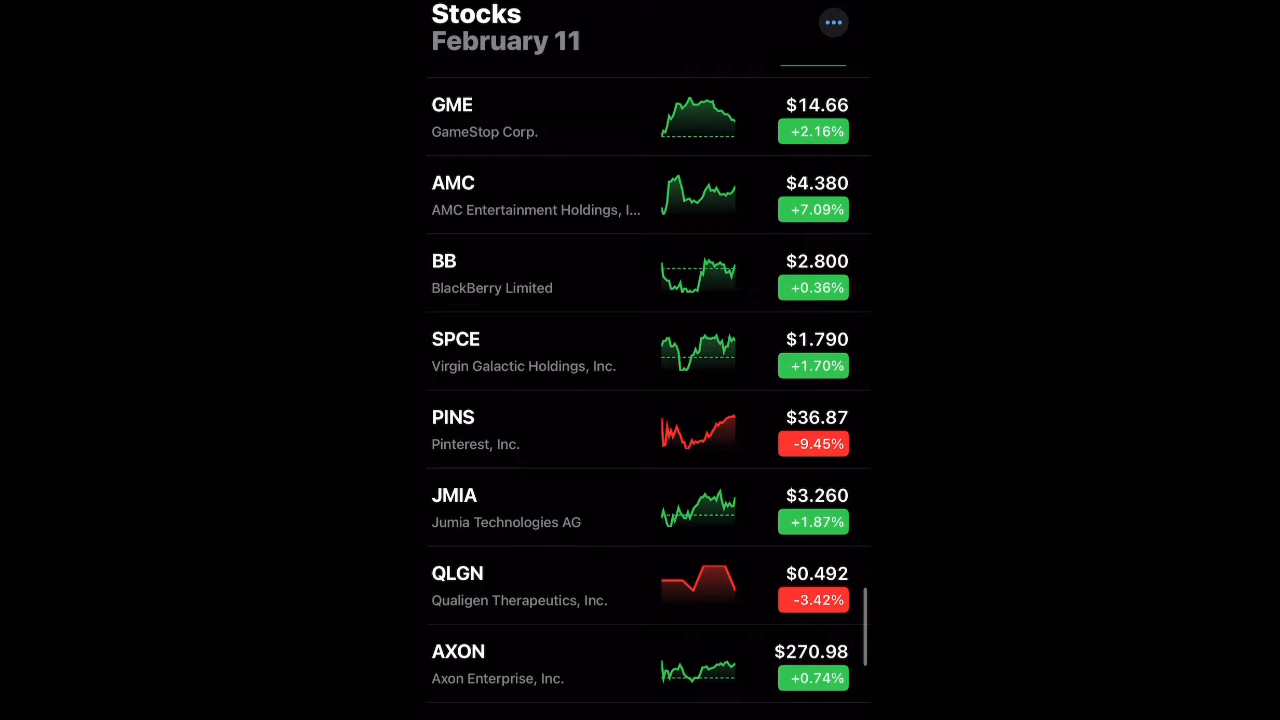 Stocks
February 11
GME
$14.66
GameStop Corp.
+2.16%
AMC
$4.380
AMC Entertainment Holdings, I...
+7.09%
BB
$2.800
BlackBerry Limited
+0.36%
SPCE
$1.790
Virgin Galactic Holdings, Inc.
+1.70%
PINS
$36.87
Pinterest, Inc.
-9.45%
JMIA
$3.260
Jumia Technologies AG
+1.87%
QLGN
$0.492
Qualigen Therapeutics, Inc.
-3.42%
AXON
$270.98
Axon Enterprise, Inc.
+0.74%